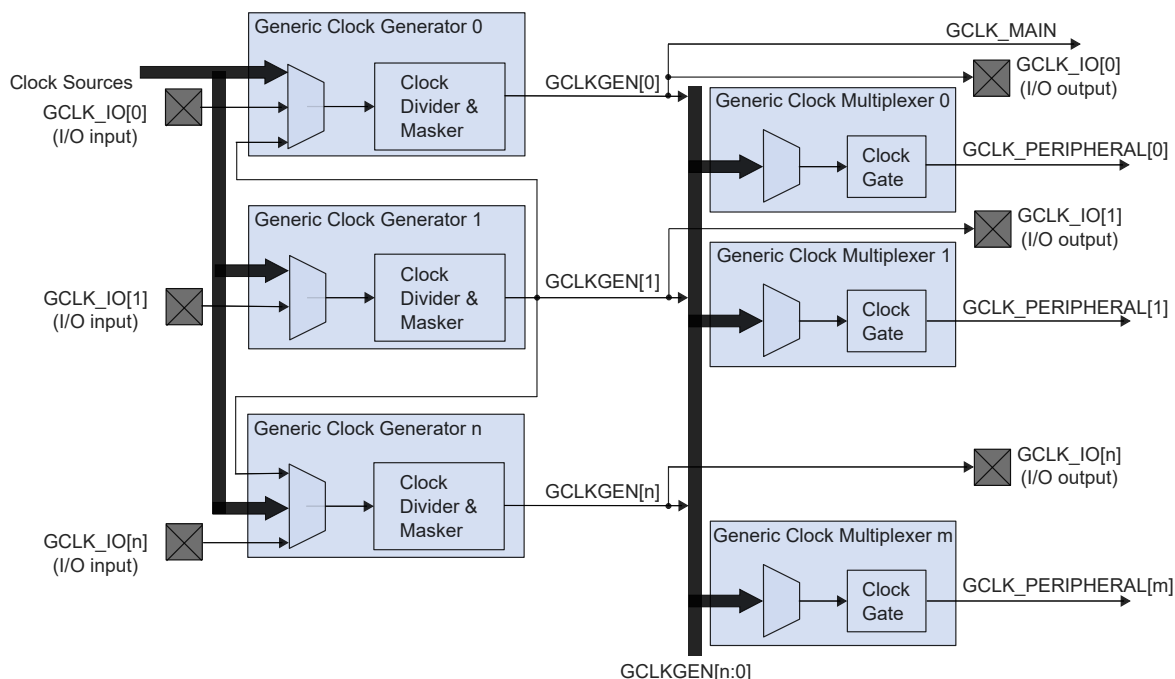 Generic Clock Generator 0
Clock Sources
GCLK_IO[0]
(I/O input)
Clock
Divider &
Masker
GCLKGEN[0]
GCLK_MAIN
GCLK_IO[0]
(I/O output)
Generic Clock Multiplexer 0
Clock
Gate
GCLK_PERIPHERAL[0]
Generic Clock Generator 1
GCLK_IO[1]
(I/O input)
Clock
Divider &
Masker
GCLKGEN[1]
GCLK_IO[1]
(I/O output)
Generic Clock Multiplexer 1
Clock
Gate
GCLK_PERIPHERAL[1]
Generic Clock Generator n
GCLK_IO[n]
(I/O input)
Clock
Divider &
Masker
GCLKGEN[n]
GCLK_IO[n]
(I/O output)
Generic Clock Multiplexer m
Clock
Gate
GCLK_PERIPHERAL[m]
GCLKGEN[n:0]